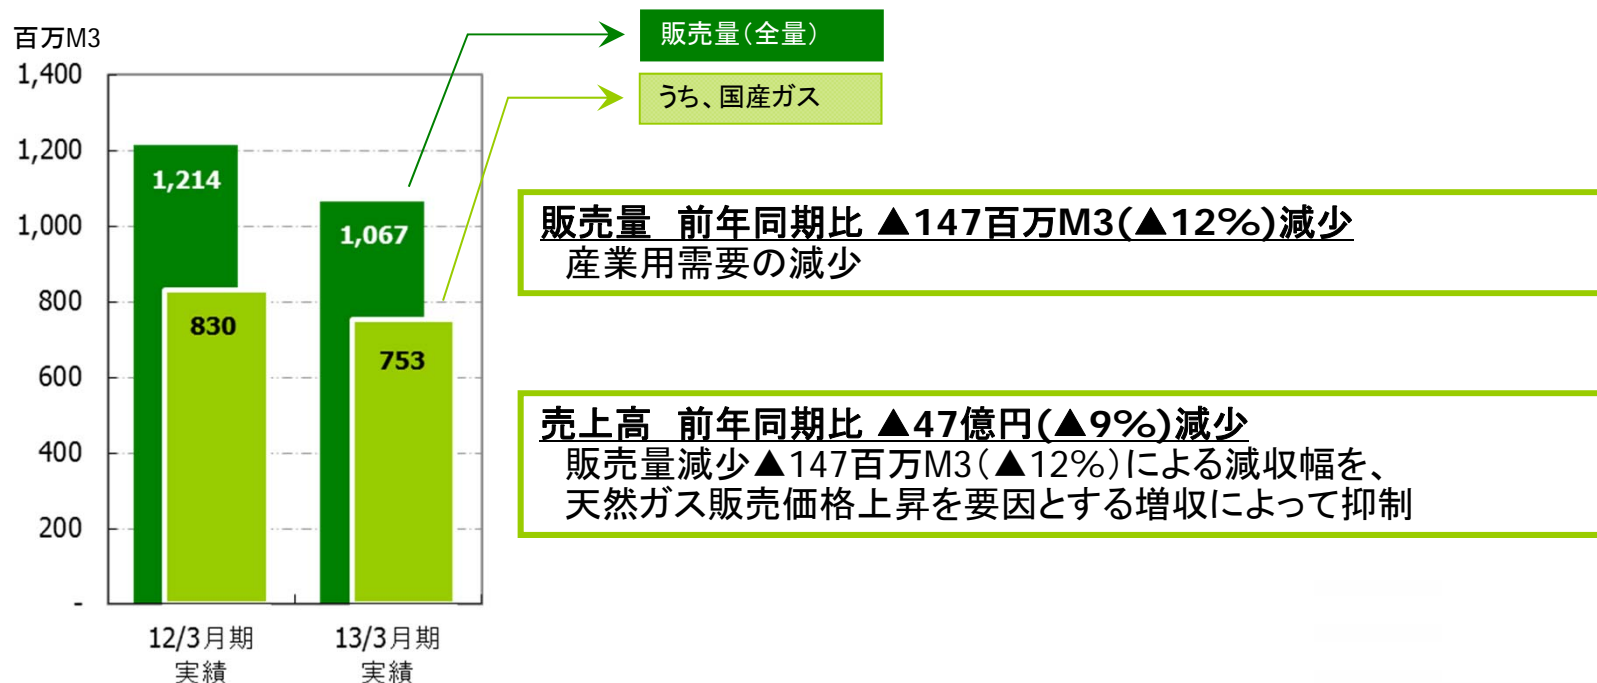 百万M3
1,400
1,200
1,000
800
600
400
200
-
1,214
830
1,067
753
12/3月期
実績
13/3月期
実績
販売量(全量)
うち、国産ガス
販売量 前年同期比 ▲147百万M3(▲12%)減少
産業用需要の減少
売上高 前年同期比 ▲47億円(▲9%)減少
販売量減少▲147百万M3(▲12%)による減収幅を、
天然ガス販売価格上昇を要因とする増収によって抑制